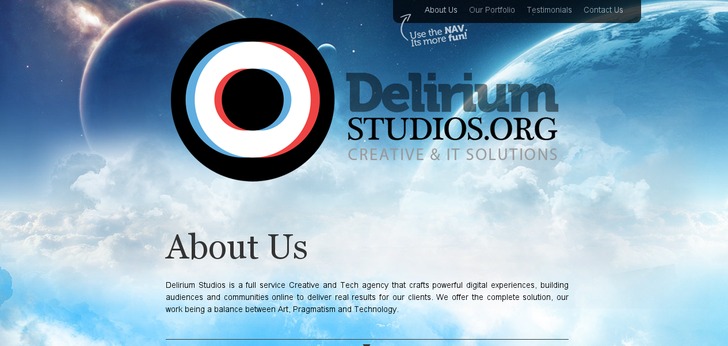 About Us Our Portfolio Testimonials Contact Us
Use the NAV,
Its more fun!
Delirium
STUDIOS.ORG
CREATIVE & IT SOLUTIONS
About Us
Delirium Studios is a full service Creative and Tech agency that crafts powerful digital experiences, building
audiences and communities online to deliver real results for our clients. We offer the complete solution, our
work being a balance between Art, Pragmatism and Technology.